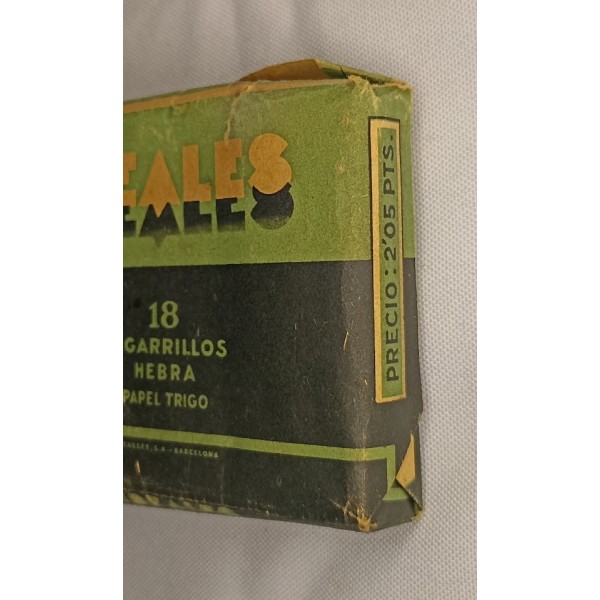 EALES
18
GARRILLOS
HEBRA
PAPEL TRIGO
S.A - BARCELONA
PRECIO: 2'05 PTS.